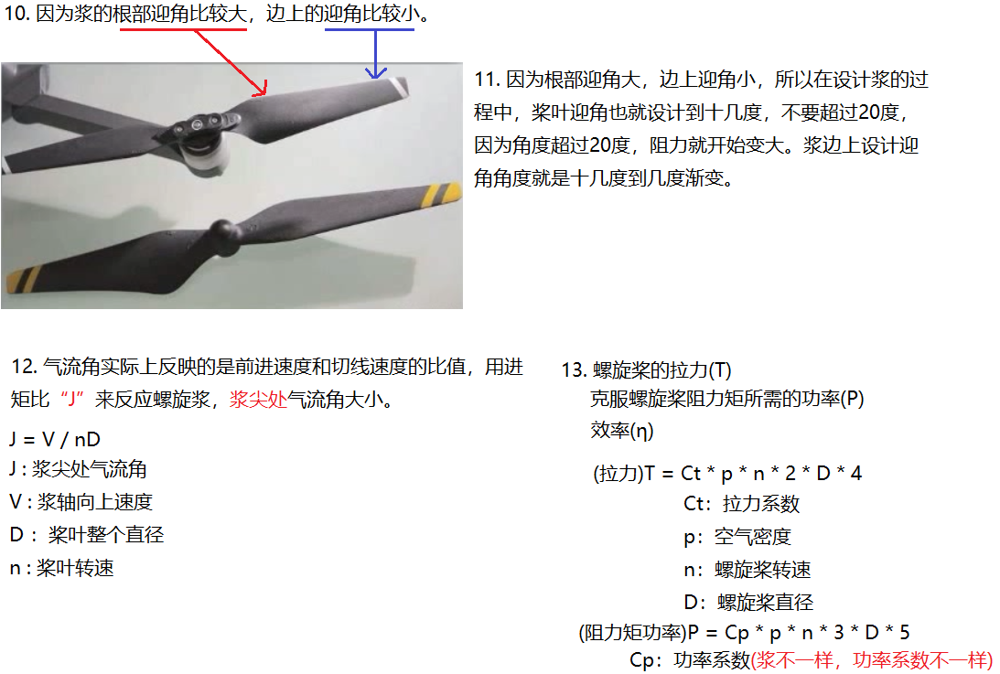 10. 因为桨的根部迎角比较大，边上的迎角比较小。
11. 因为根部迎角大，边上迎角小，所以在设计桨的过
程中，桨叶迎角也就设计到十几度，不要超过20度，
因为角度超过20度，阻力就开始变大。桨边上设计迎
角角度就是十几度到几度渐变。
12. 气流角实际上反映的是前进速度和切线速度的比值，用进
矩比“J”来反应螺旋桨，桨尖处气流角大小。
J = V / nD
J : 桨尖处气流角
V : 桨轴向上速度
D ： 桨叶整个直径
n : 桨叶转速
13. 螺旋桨的拉力(T)
克服螺旋桨阻力矩所需的功率(P)
效率(η)
(拉力)T = Ct * p * n * 2 * D * 4
Ct：拉力系数
p：空气密度
n：螺旋桨转速
D：螺旋桨直径
(阻力矩功率)P = Cp * p * n * 3 * D * 5
Cp：功率系数(桨不一样，功率系数不一样)